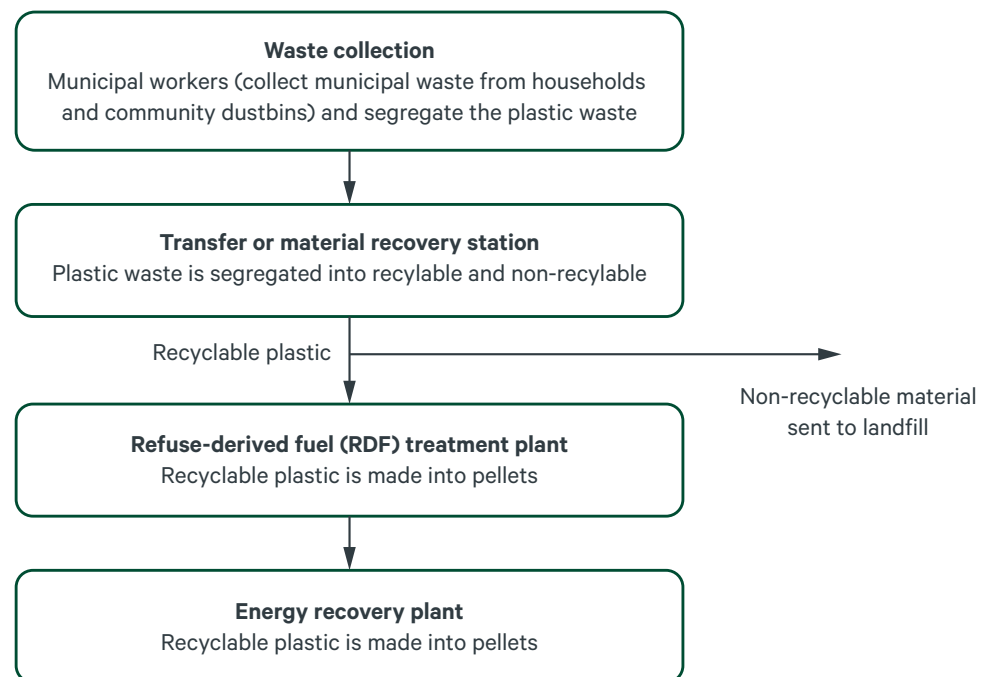 Waste collection
Municipal workers (collect municipal waste from households
and community dustbins) and segregate the plastic waste
Transfer or material recovery station
Plastic waste is segregated into recylable and non-recylable
Recyclable plastic
Non-recyclable material
sent to landfill
Refuse-derived fuel (RDF) treatment plant
Recyclable plastic is made into pellets
Energy recovery plant
Recyclable plastic is made into pellets